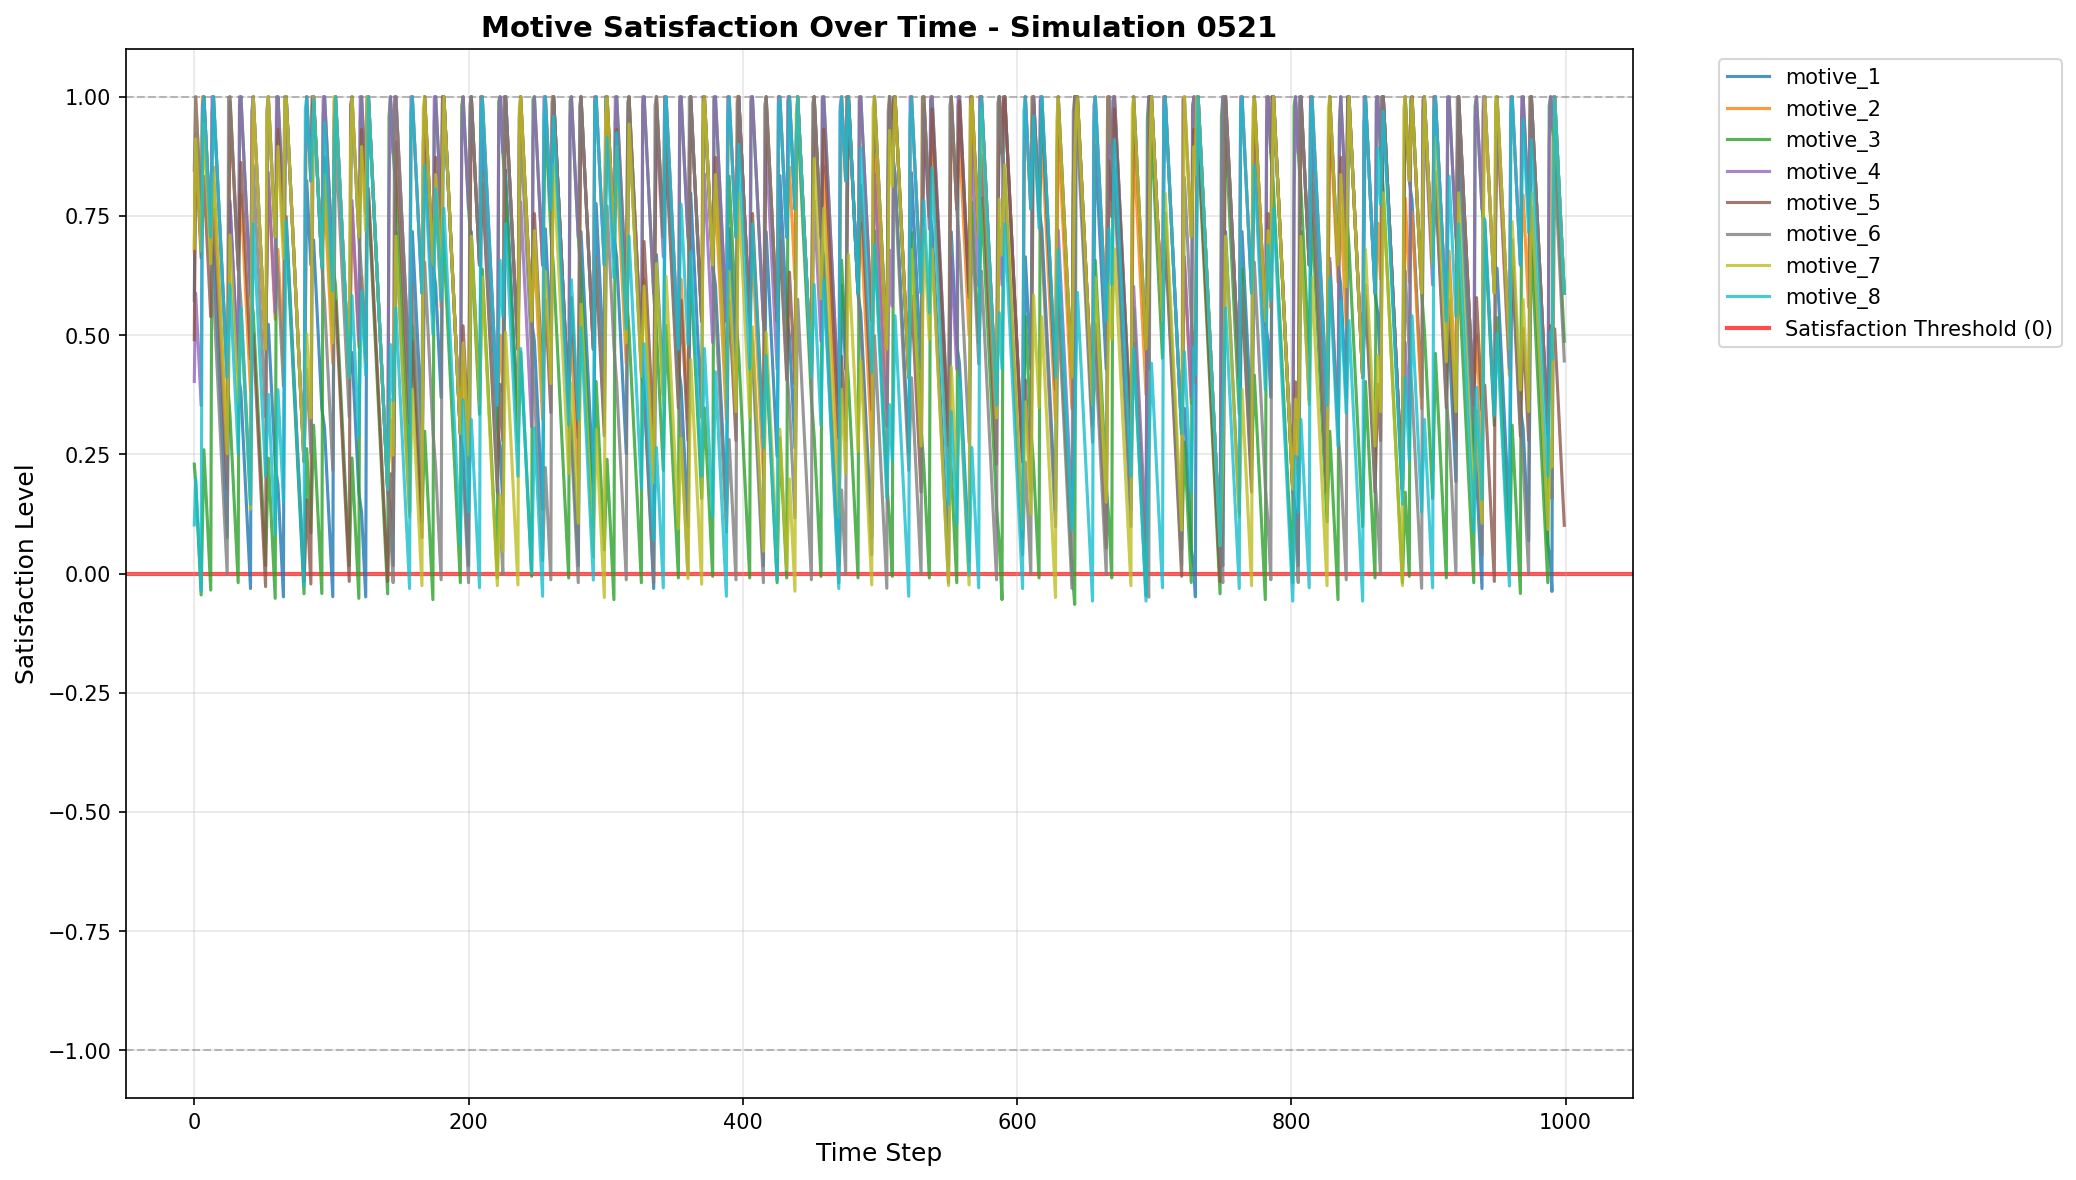 Motive Satisfaction Over Time - Simulation 0521
Satisfaction Level
1.00
0.75
0.50
0.25
0.00
−0.25
−0.50
−0.75
−1.00
0
200
400
600
800
1000
Time Step
motive_1
motive_2
motive_3
motive_4
motive_5
motive_6
motive_7
motive_8
Satisfaction Threshold (0)